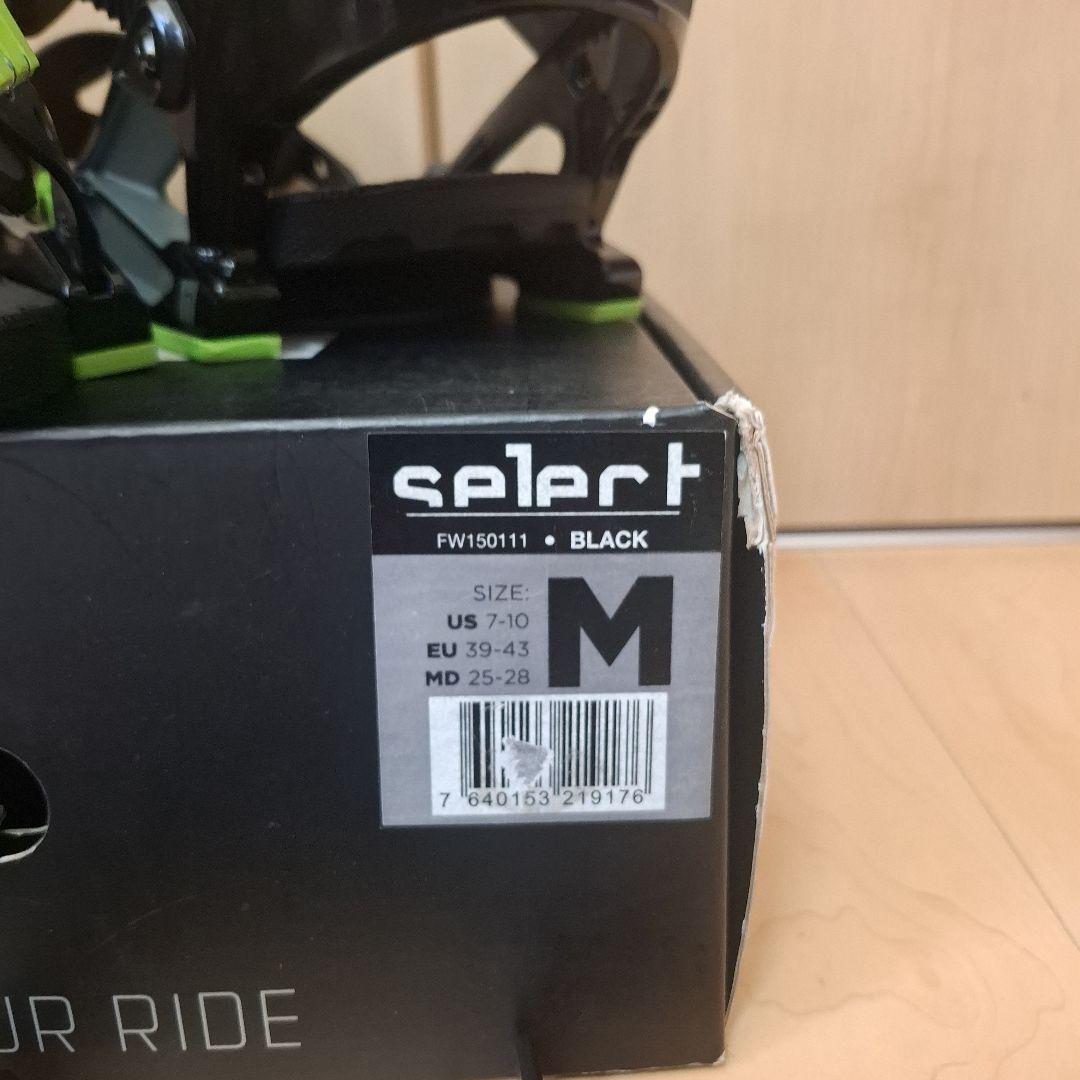 select
FW150111 • BLACK
SIZE:
US 7-10
EU 39-43
MD 25-28
M
7 640153 219176
UR RIDE